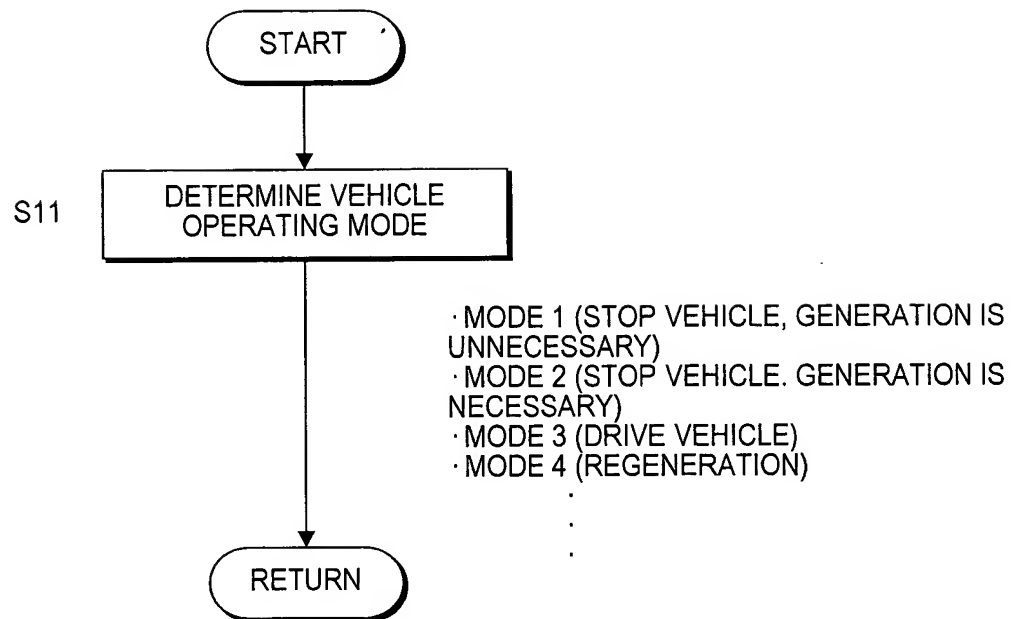 START
S11
DETERMINE VEHICLE
OPERATING MODE
· MODE 1 (STOP VEHICLE, GENERATION IS
UNNECESSARY)
· MODE 2 (STOP VEHICLE. GENERATION IS
NECESSARY)
· MODE 3 (DRIVE VEHICLE)
· MODE 4 (REGENERATION)
·
·
·
RETURN